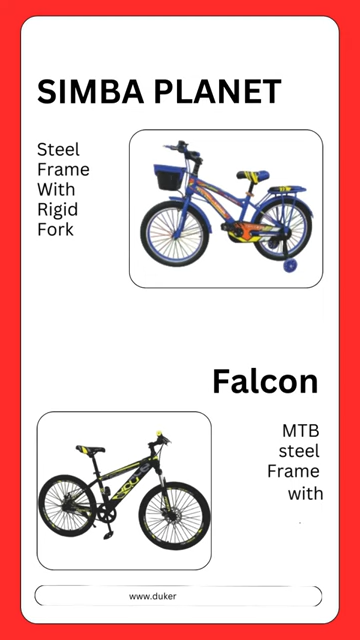 SIMBA PLANET
Steel
Frame
With
Rigid
Fork
Falcon
MTB
steel
Frame
with
www.duker